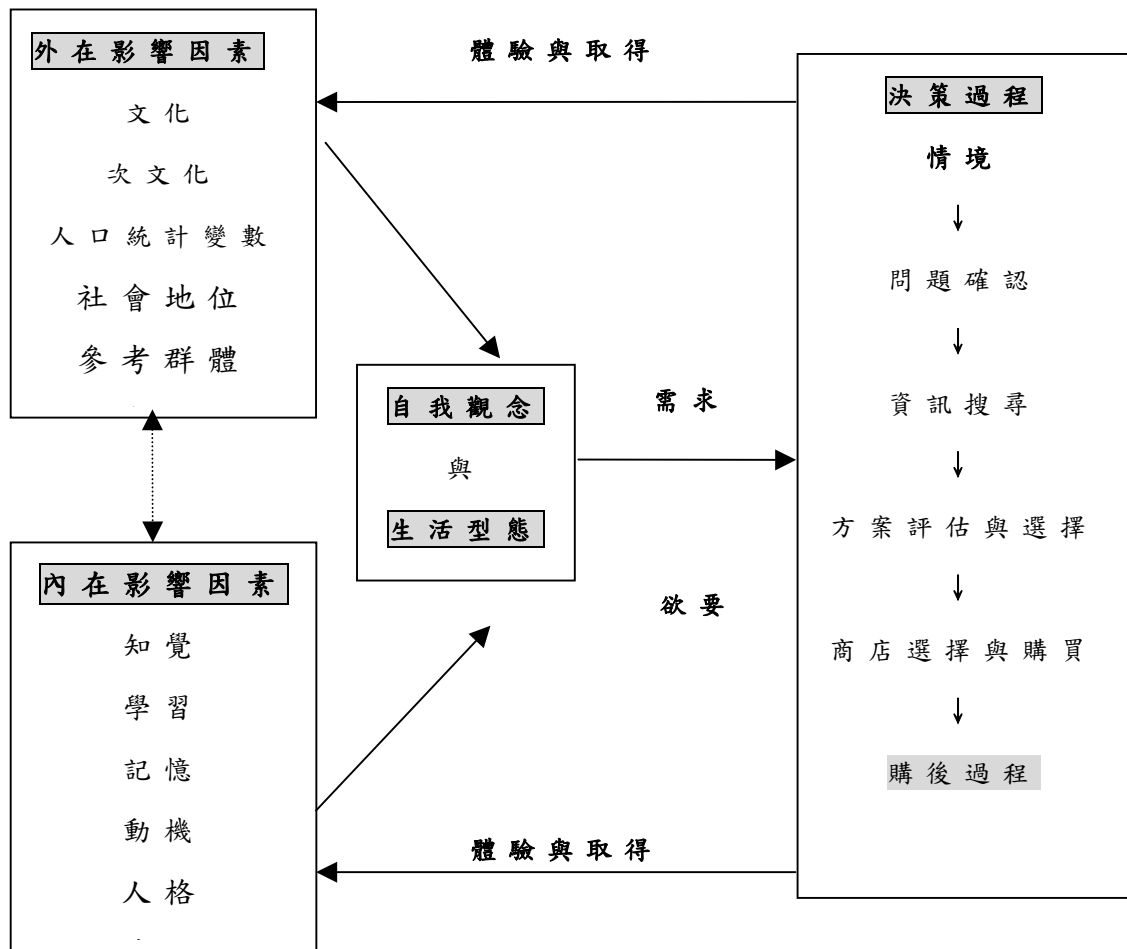 外在影響因素
文化
次文化
人口統計變數
社會地位
參考群體
內在影響因素
知覺
學習
記憶
動機
人格
自我觀念
與
生活型態
體驗與取得
需求
欲要
體驗與取得
決策過程
情境
問題確認
資訊搜尋
方案評估與選擇
商店選擇與購買
購後過程